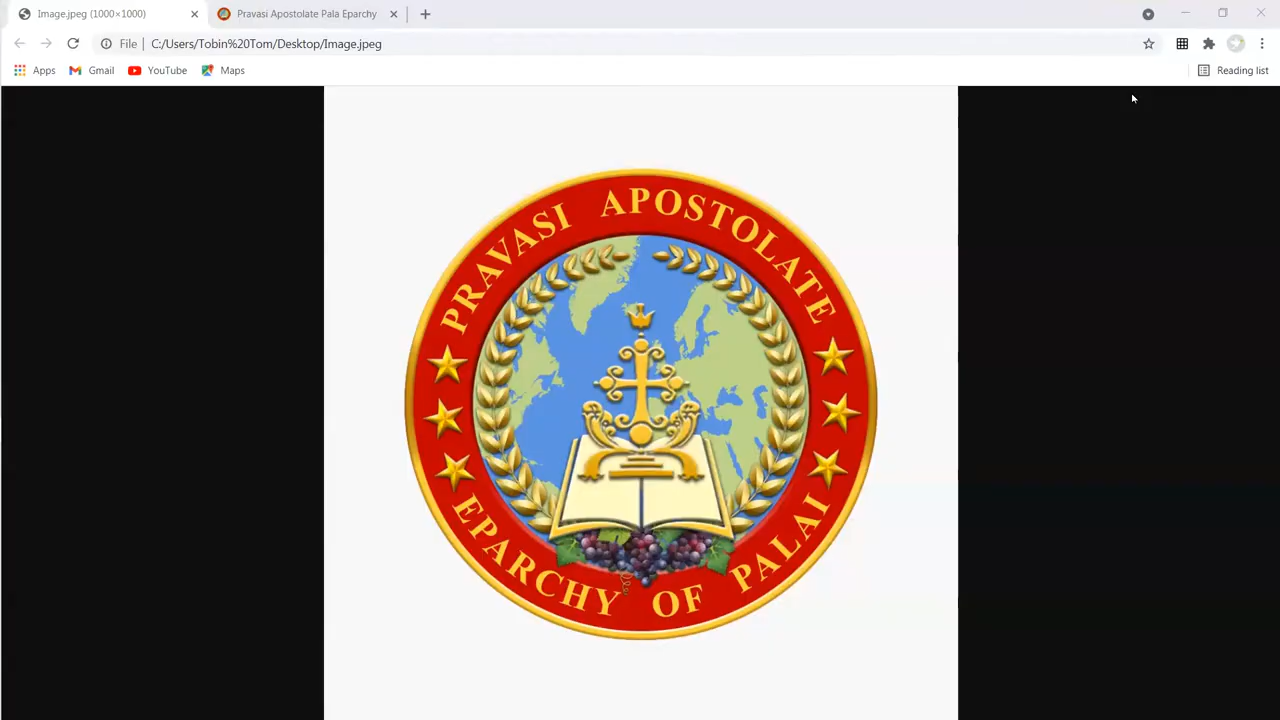 Image.jpeg (1000×1000)
Pravasi Apostolate Pala Eparchy
File
C:/Users/Tobin%20Tom/Desktop/Image.jpeg
Apps
Gmail
YouTube
Maps
Reading list
PRAVASI APOSTOLATE
EPARCHY OF PALAI